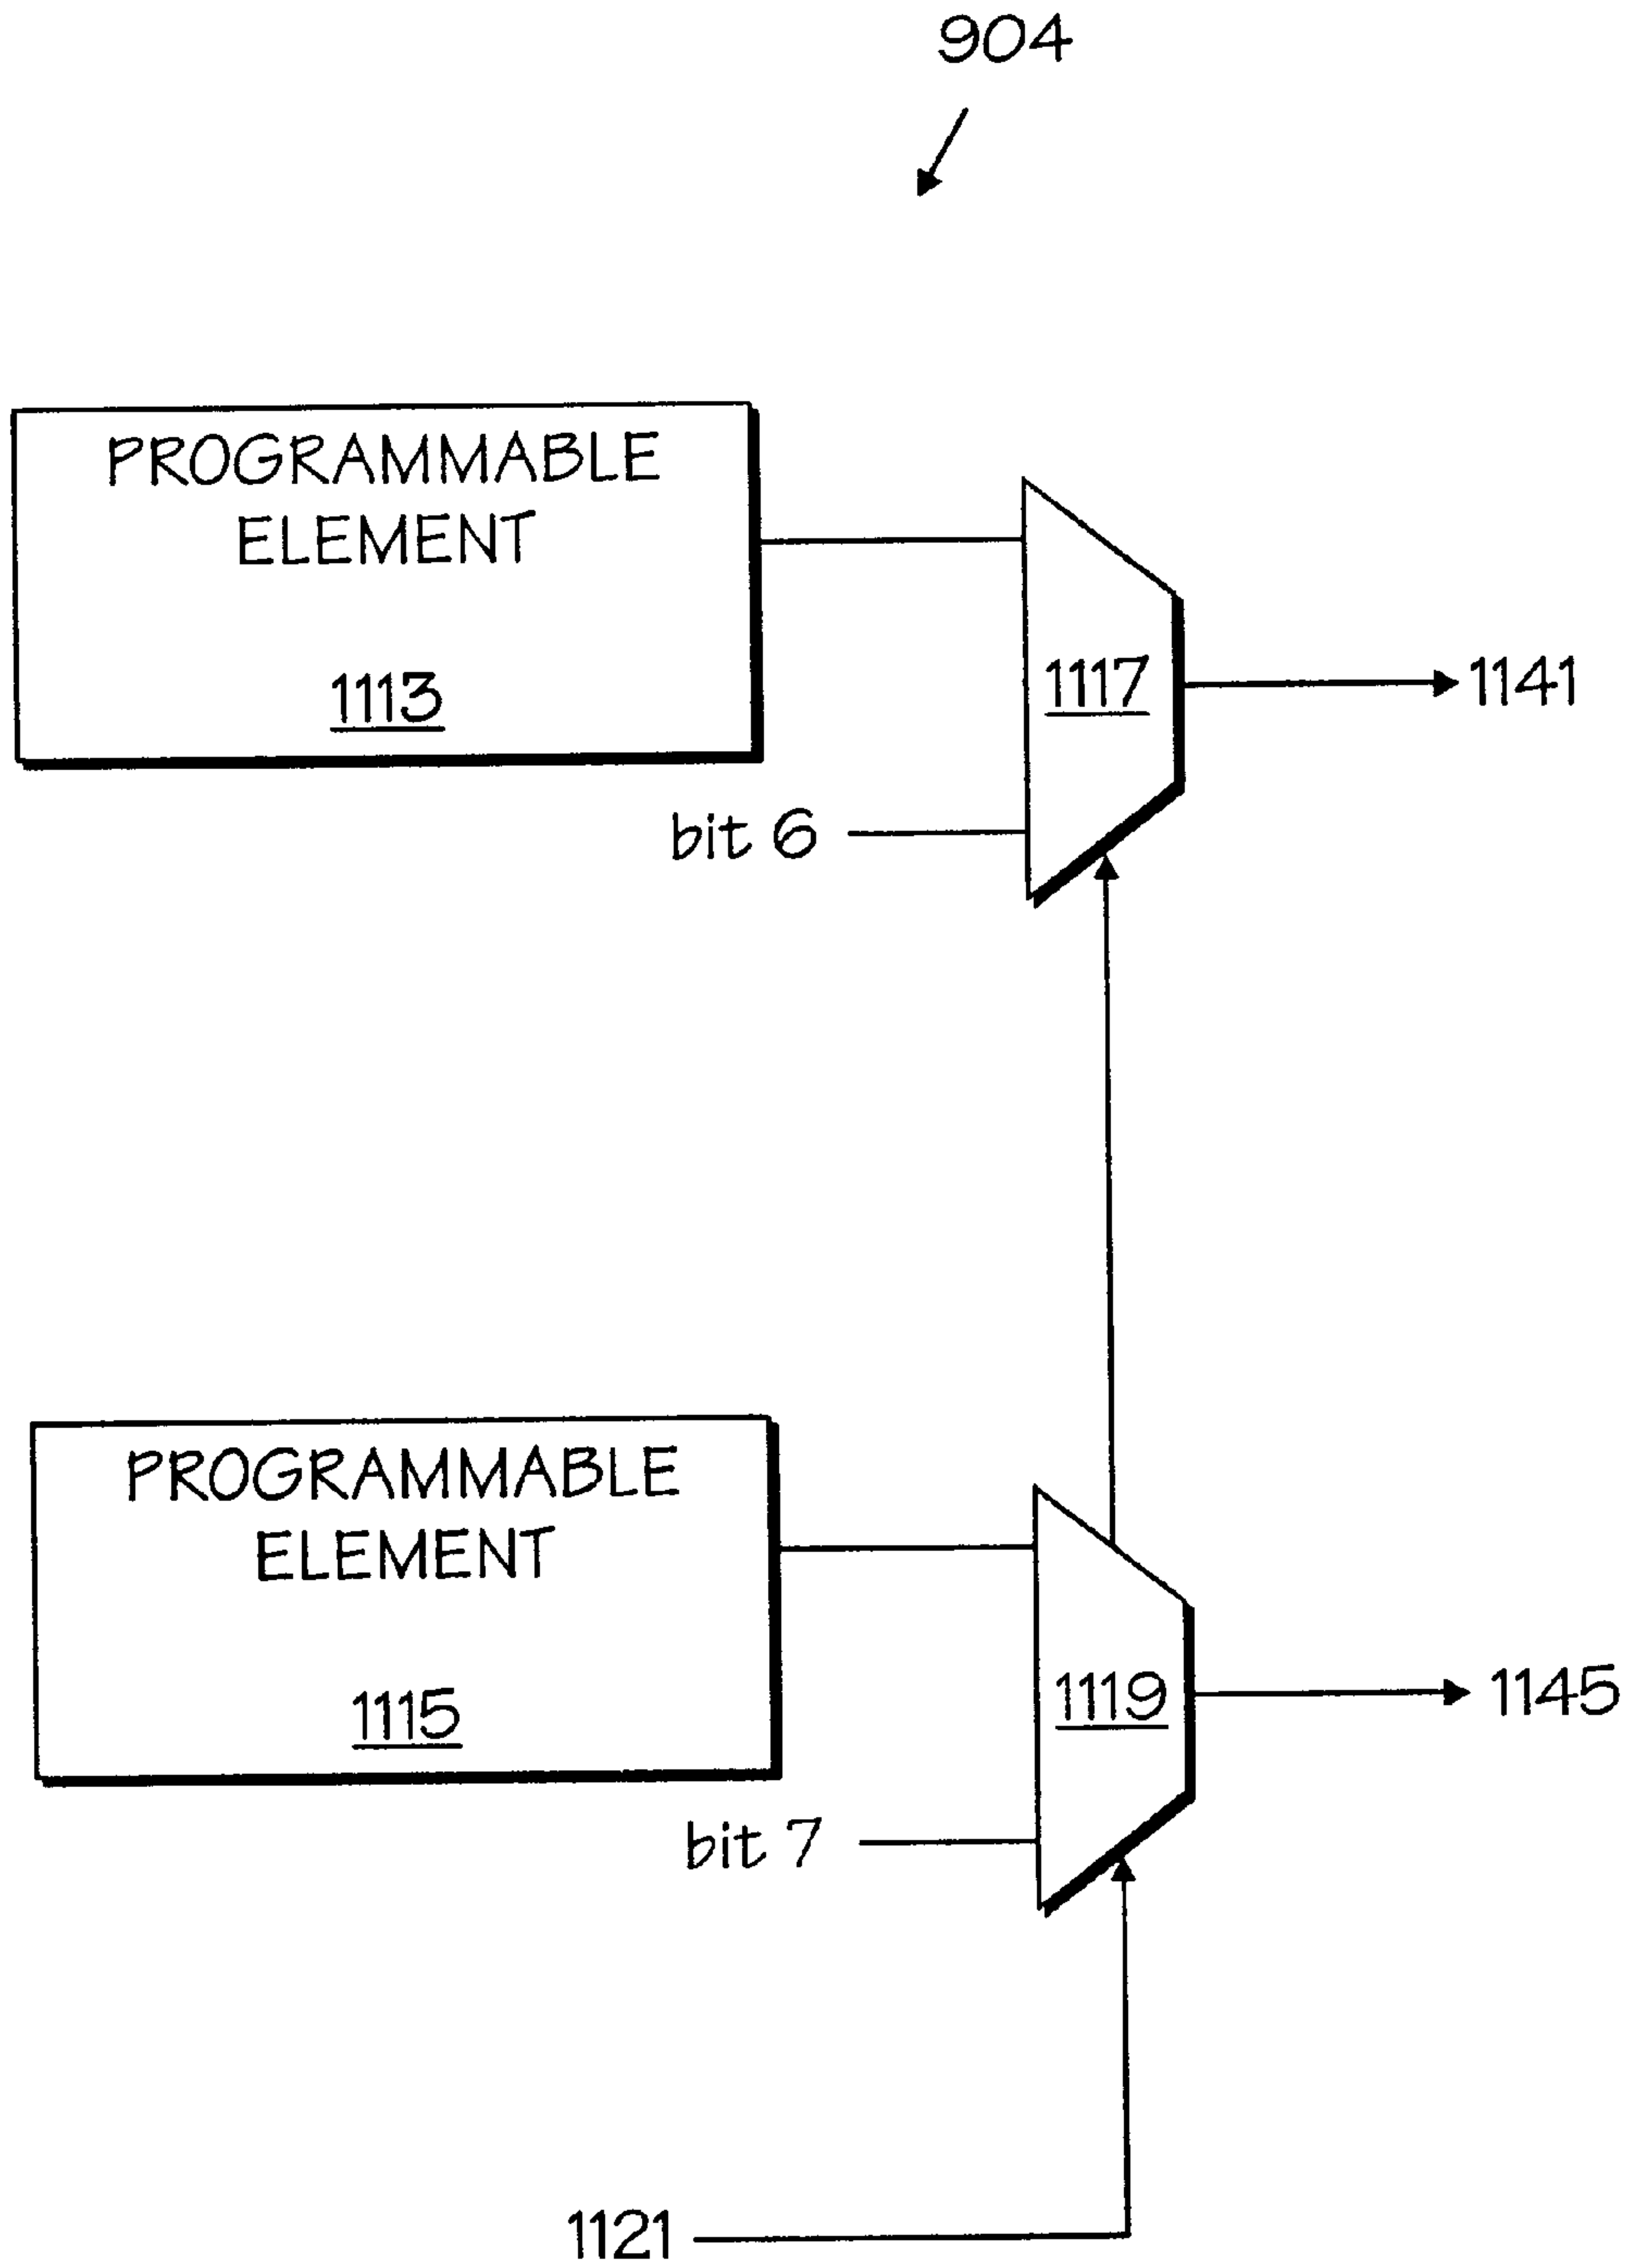 904
PROGRAMMABLE
ELEMENT
1113
1117
1141
bit 6
PROGRAMMABLE
ELEMENT
1115
1119
1145
bit 7
1121